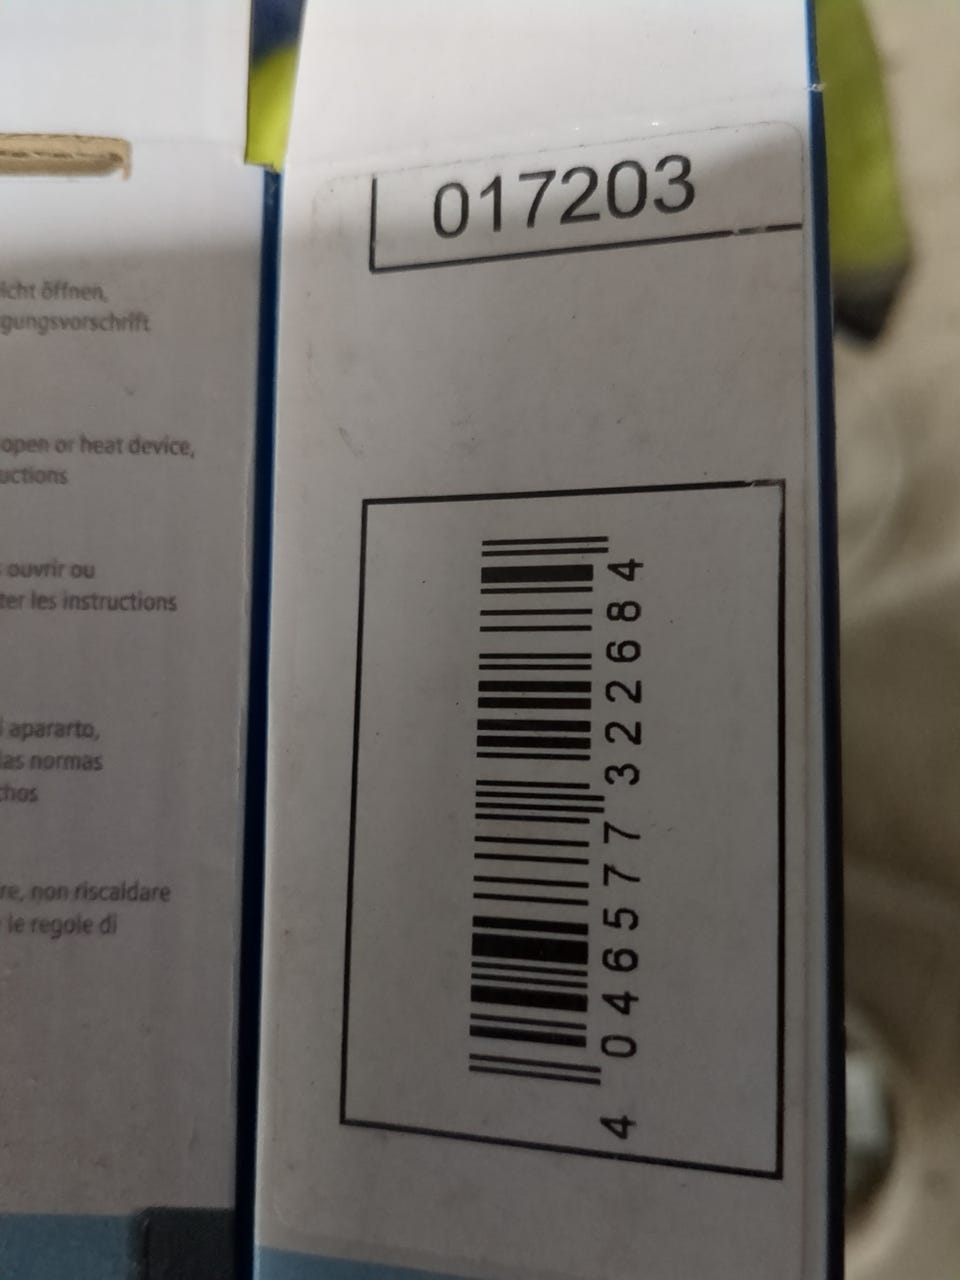 017203
icht öffnen,
gungsvorschrift
open or heat device,
uctions
ouvrir ou
ter les instructions
apararto,
las normas
chos
re, non riscaldare
le regole di
4 046577 322684